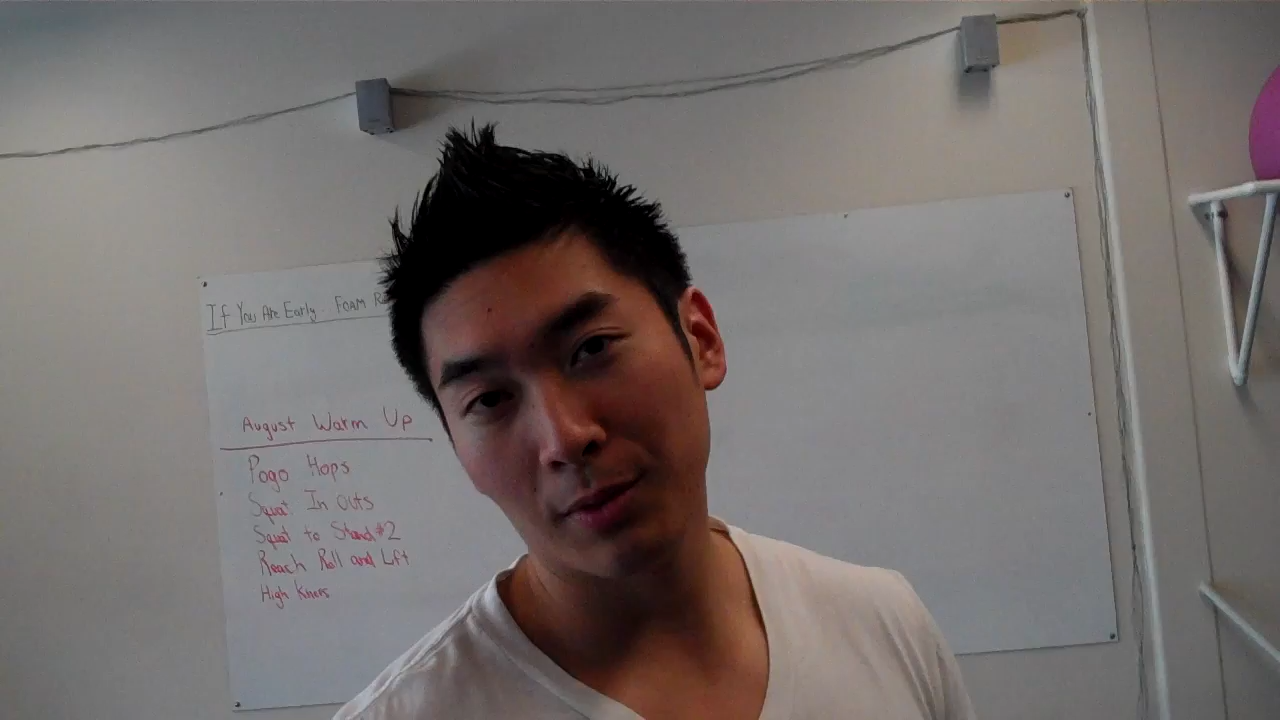 If You Are Early. FOAM R
August Warm Up
Pogo Hops
Squat In outs
Squat to Stand #2
Reach Roll and Lift
High Knees